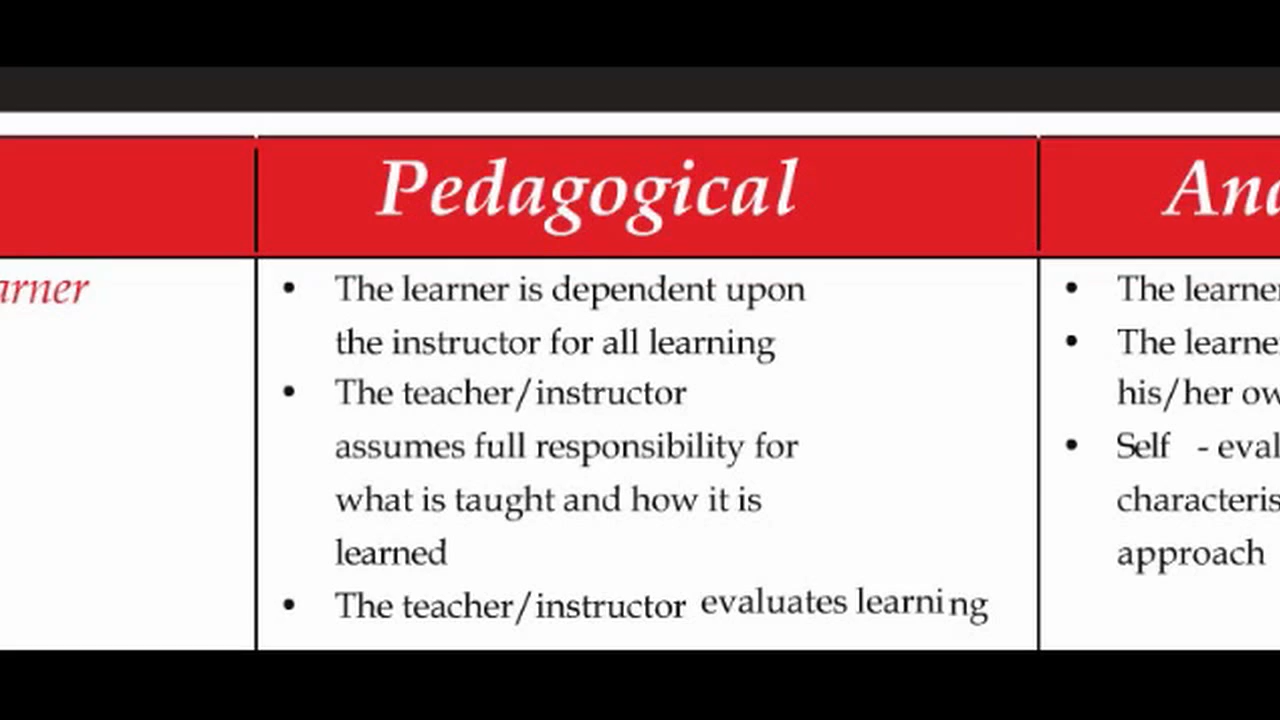 Pedagogical
arner
• The learner is dependent upon
the instructor for all learning
• The teacher/instructor
assumes full responsibility for
what is taught and how it is
learned
• The teacher/instructor evaluates learning
Ana
• The learne
• The learne
his/her ow
• Self - eval
characteris
approach